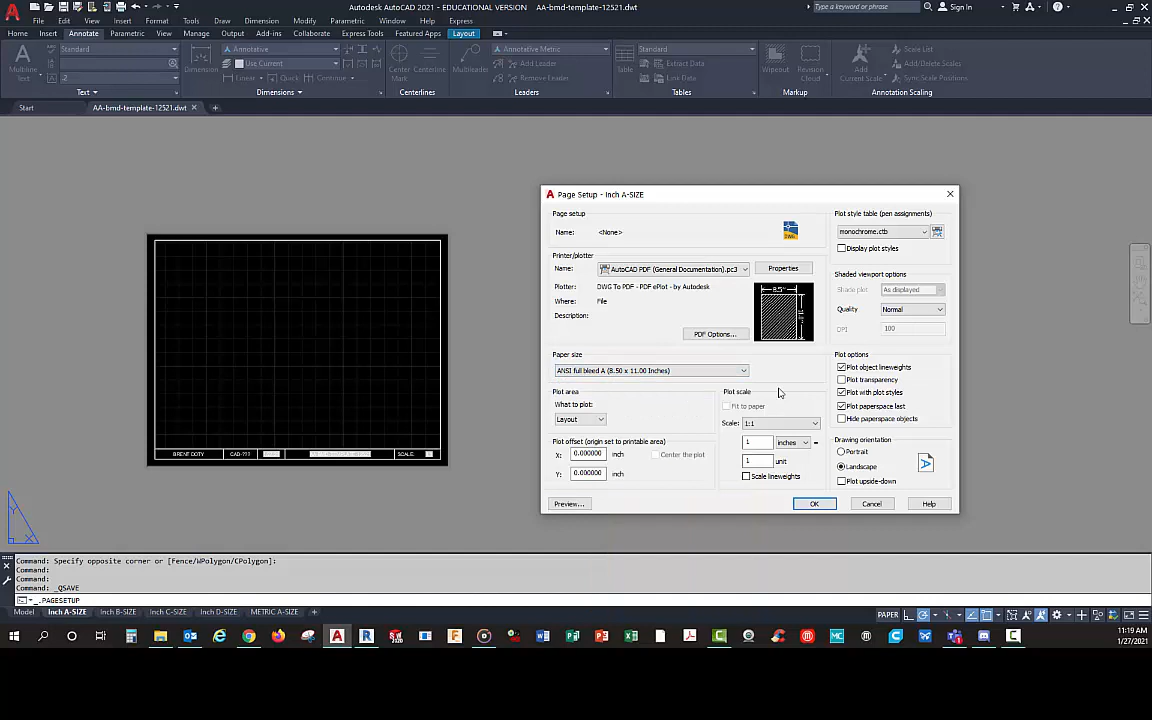 Autodesk AutoCAD 2021 - EDUCATIONAL VERSION AA-bmd-template-12521.dwt
Type a keyword or phrase
Sign In
File Edit View Insert Format Tools Draw Dimension Modify Parametric Window Help Express
Home Insert Annotate Parametric View Manage Output Add-ins Collaborate Express Tools Featured Apps Layout
Multiline Text
Standard
.2
Text
Dimension
Annotative
Use Current
Linear Quick Continue
Dimensions
Center Mark
Centerline
Centerlines
Multileader
Annotative Metric
Add Leader
Remove Leader
Leaders
Table
Standard
Extract Data
Link Data
Tables
Wipeout
Revision Cloud
Markup
Add Current Scale
Scale List
Add/Delete Scales
Sync Scale Positions
Annotation Scaling
Start
AA-bmd-template-12521.dwt
BRENT COTY CAD-??? SCALE:
Page Setup - Inch A-SIZE
Page setup
Name: <None>
Printer/plotter
Name: AutoCAD PDF (General Documentation).pc3 Properties
Plotter: DWG To PDF - PDF ePlot - by Autodesk
Where: File
Description:
PDF Options...
8.5"
Paper size
ANSI full bleed A (8.50 x 11.00 Inches)
Plot area
What to plot:
Layout
Plot offset (origin set to printable area)
X: 0.000000 inch Center the plot
Y: 0.000000 inch
Plot scale
Fit to paper
Scale: 1:1
1 inches =
1 unit
Scale lineweights
Plot style table (pen assignments)
monochrome.ctb
Display plot styles
Shaded viewport options
Shade plot As displayed
Quality Normal
DPI 100
Plot options
Plot object lineweights
Plot transparency
Plot with plot styles
Plot paperspace last
Hide paperspace objects
Drawing orientation
Portrait
Landscape
Plot upside-down
Preview... OK Cancel Help
Command: Specify opposite corner or [Fence/WPolygon/CPolygon]:
Command:
Command:
Command: _QSAVE
_.PAGESETUP
Model Inch A-SIZE Inch B-SIZE Inch C-SIZE Inch D-SIZE METRIC A-SIZE
PAPER
11:19 AM
1/27/2021